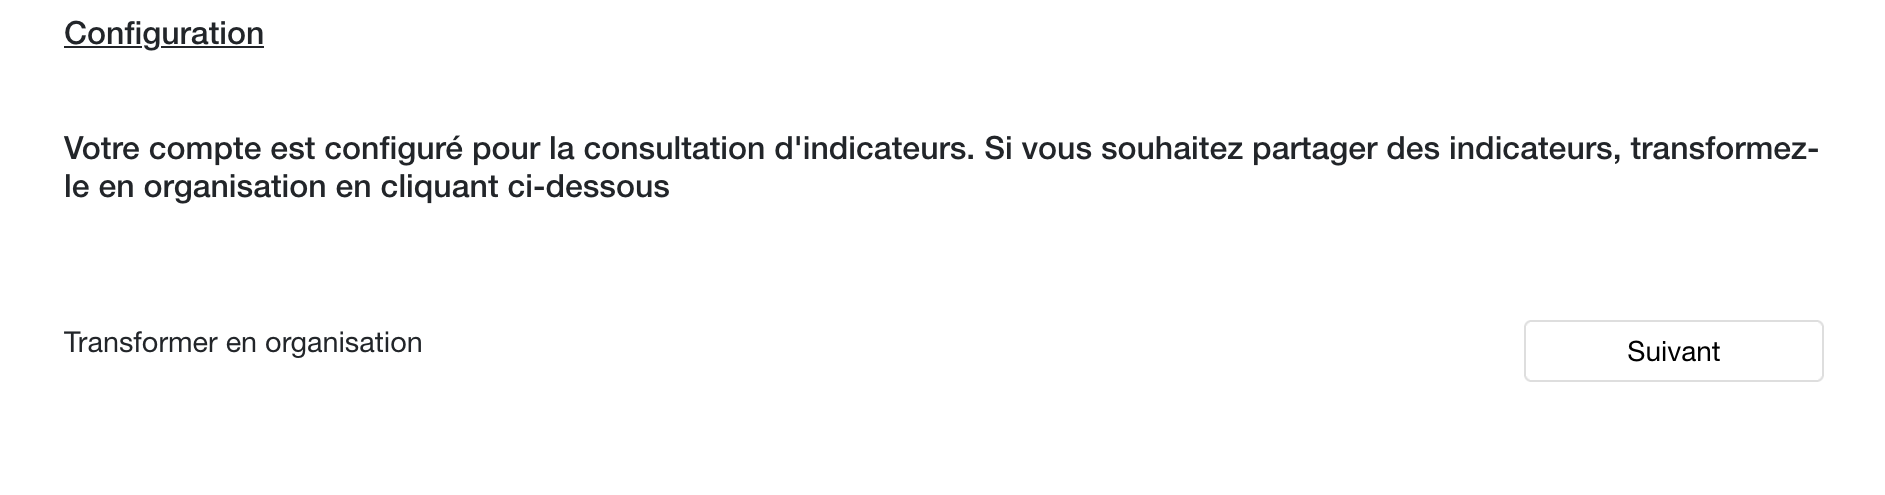 Configuration
Votre compte est configuré pour la consultation d'indicateurs. Si vous souhaitez partager des indicateurs, transformez-
le en organisation en cliquant ci-dessous
Transformer en organisation
Suivant